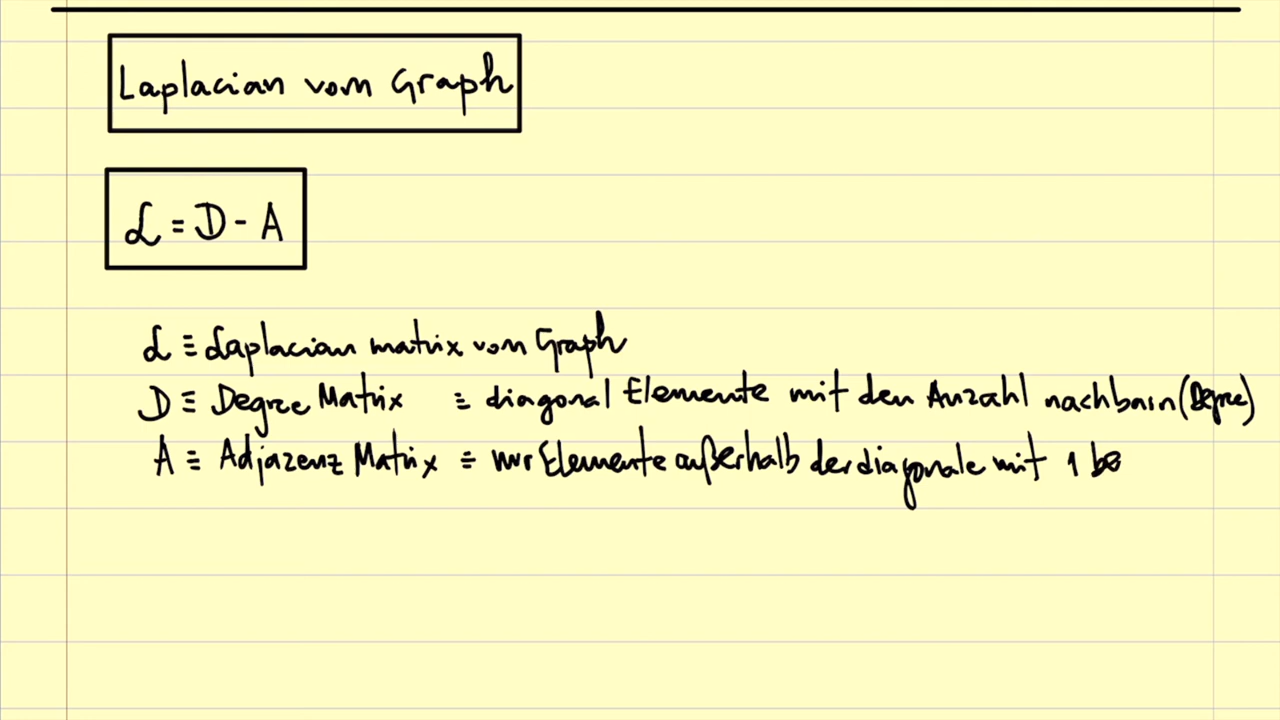 Laplacian vom Graph
L = D - A
L ≡ Laplacian matrix vom Graph
D ≡ Degree Matrix ≡ diagonal Elemente mit den Anzahl nachbarn (Degree)
A ≡ Adjazenz Matrix ≡ nur Elemente außerhalb der diagonale mit 1